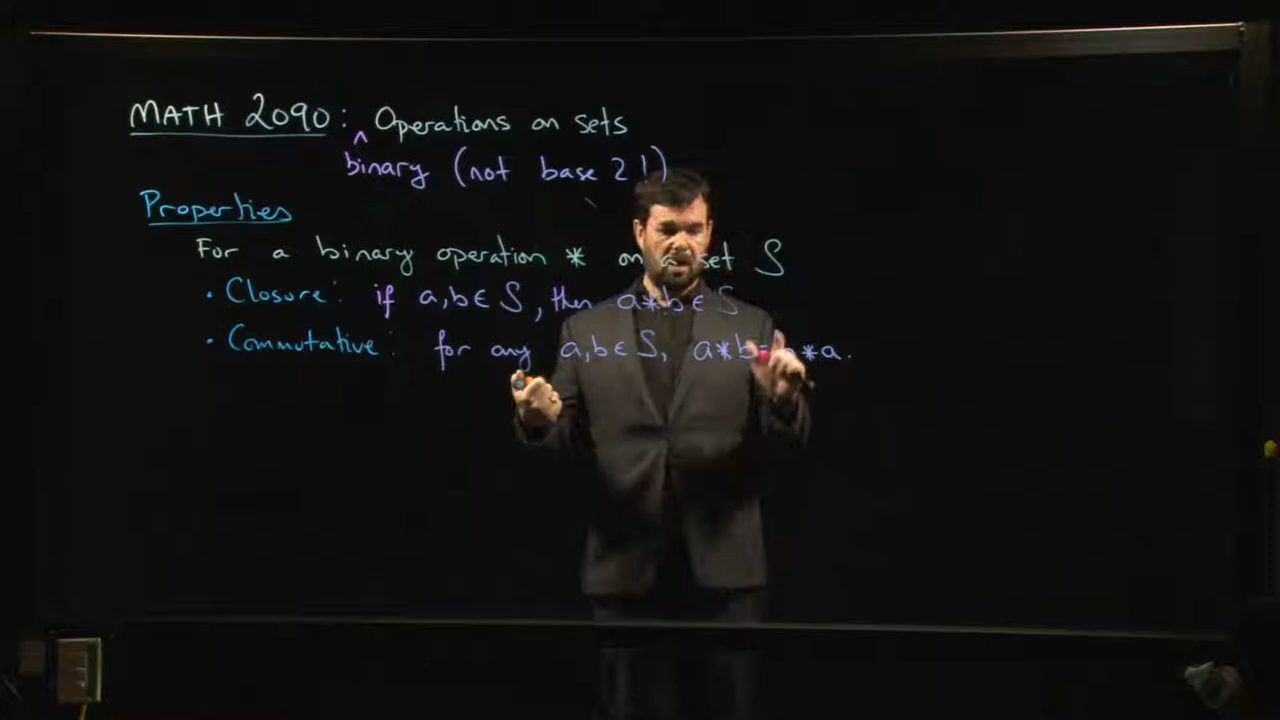 MATH 2090: Operations on sets
^
binary (not base 2!)
Properties
For a binary operation * on a set S
• Closure: if a,b ∈ S, then a*b ∈ S
• Commutative: for any a,b ∈ S, a*b=b*a.